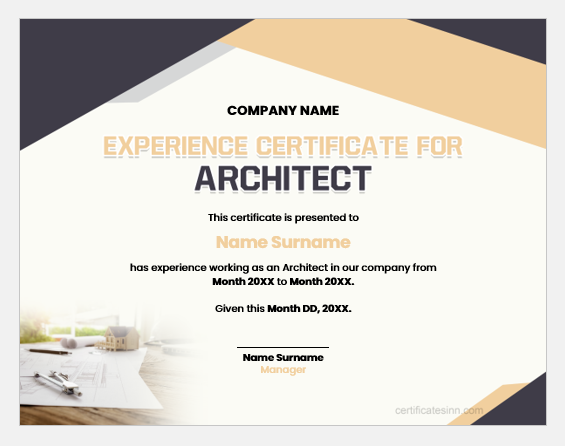 COMPANY NAME
EXPERIENCE CERTIFICATE FOR
ARCHITECT
This certificate is presented to
Name Surname
has experience working as an Architect in our company from
Month 20XX to Month 20XX.
Given this Month DD, 20XX.
Name Surname
Manager
certificatesinn.com